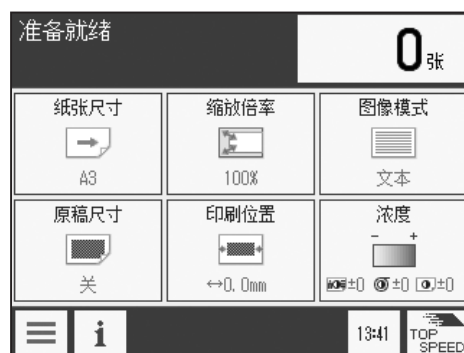 准备就绪
0张
纸张尺寸
A3
缩放倍率
100%
图像模式
文本
原稿尺寸
关
印刷位置
↔0.0mm
浓度
- +
±0 ±0 ±0
i
13:41
TOP
SPEED